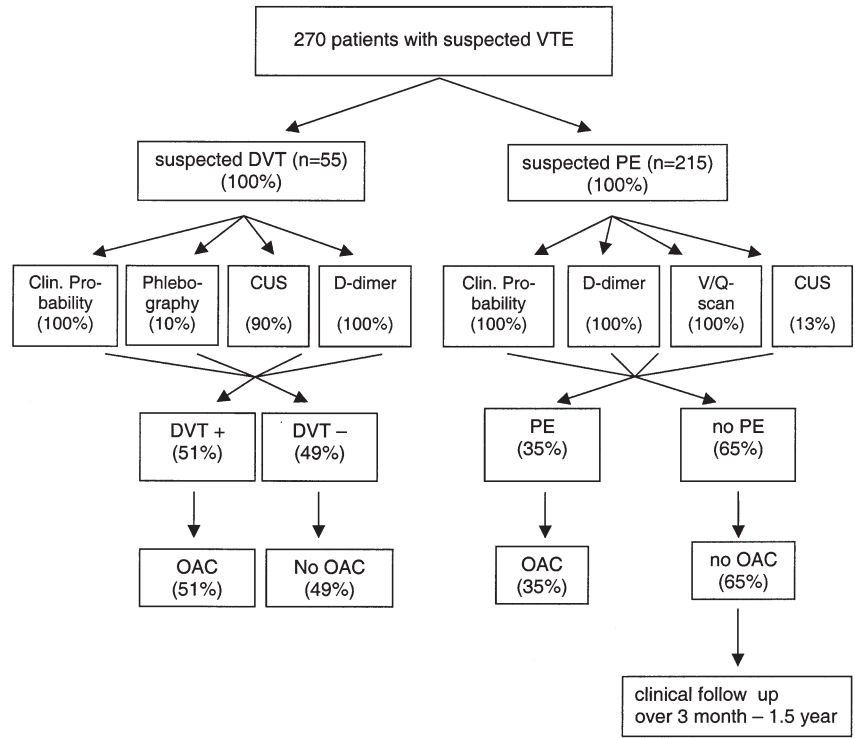 270 patients with suspected VTE
suspected DVT (n=55)
(100%)
suspected PE (n=215)
(100%)
Clin. Pro-
bability
(100%)
Phlebo-
graphy
(10%)
CUS
(90%)
D-dimer
(100%)
Clin. Pro-
bability
(100%)
D-dimer
(100%)
V/Q-
scan
(100%)
CUS
(13%)
DVT +
(51%)
DVT –
(49%)
PE
(35%)
no PE
(65%)
OAC
(51%)
No OAC
(49%)
OAC
(35%)
no OAC
(65%)
clinical follow up
over 3 month – 1.5 year